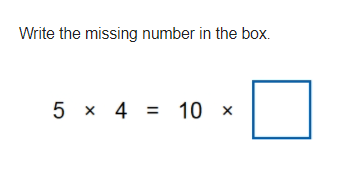 Write the missing number in the box.
5 × 4 = 10 ×